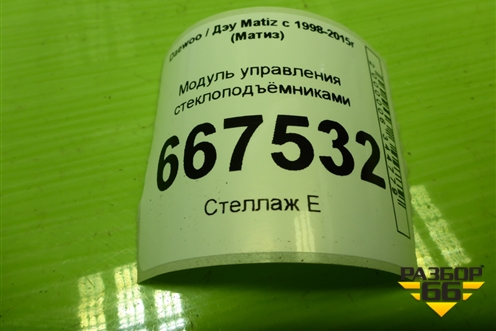 Daewoo / Дэу Matiz с 1998-2015г
(Матиз)
Модуль управления
стеклоподъёмниками
667532
Стеллаж Е
РАЗБОР
66